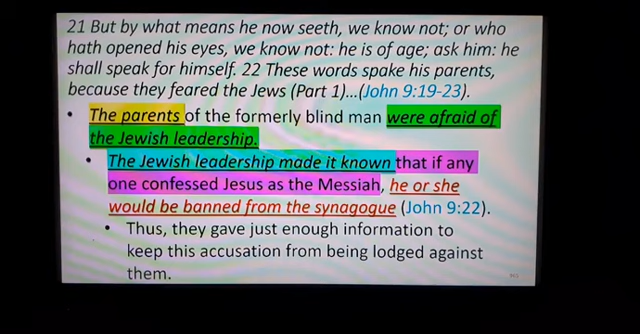 21 But by what means he now seeth, we know not; or who
hath opened his eyes, we know not: he is of age; ask him: he
shall speak for himself. 22 These words spake his parents,
because they feared the Jews (Part 1)…(John 9:19-23).
• The parents of the formerly blind man were afraid of
the Jewish leadership.
• The Jewish leadership made it known that if any
one confessed Jesus as the Messiah, he or she
would be banned from the synagogue (John 9:22).
• Thus, they gave just enough information to
keep this accusation from being lodged against
them.